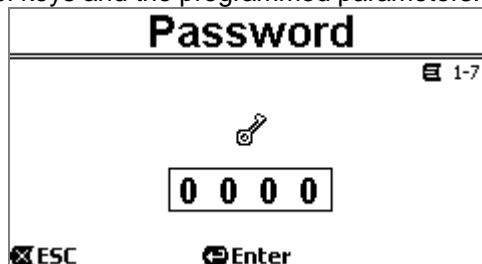 keys and the programmed parameters.
Password
1-7
0 0 0 0
ESC Enter